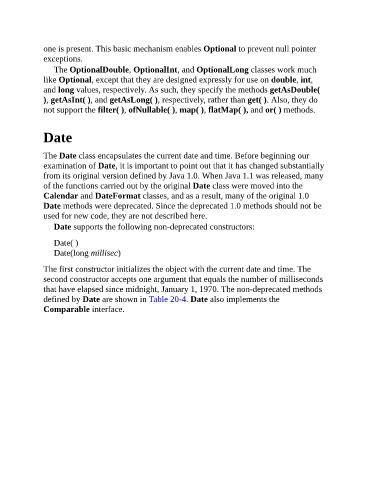 one is present. This basic mechanism enables Optional to prevent null pointer
exceptions.
The OptionalDouble, OptionalInt, and OptionalLong classes work much
like Optional, except that they are designed expressly for use on double, int,
and long values, respectively. As such, they specify the methods getAsDouble(
), getAsInt( ), and getAsLong( ), respectively, rather than get( ). Also, they do
not support the filter( ), ofNullable( ), map( ), flatMap( ), and or( ) methods.
Date
The Date class encapsulates the current date and time. Before beginning our
examination of Date, it is important to point out that it has changed substantially
from its original version defined by Java 1.0. When Java 1.1 was released, many
of the functions carried out by the original Date class were moved into the
Calendar and DateFormat classes, and as a result, many of the original 1.0
Date methods were deprecated. Since the deprecated 1.0 methods should not be
used for new code, they are not described here.
Date supports the following non-deprecated constructors:
Date( )
Date(long millisec)
The first constructor initializes the object with the current date and time. The
second constructor accepts one argument that equals the number of milliseconds
that have elapsed since midnight, January 1, 1970. The non-deprecated methods
defined by Date are shown in Table 20-4. Date also implements the
Comparable interface.